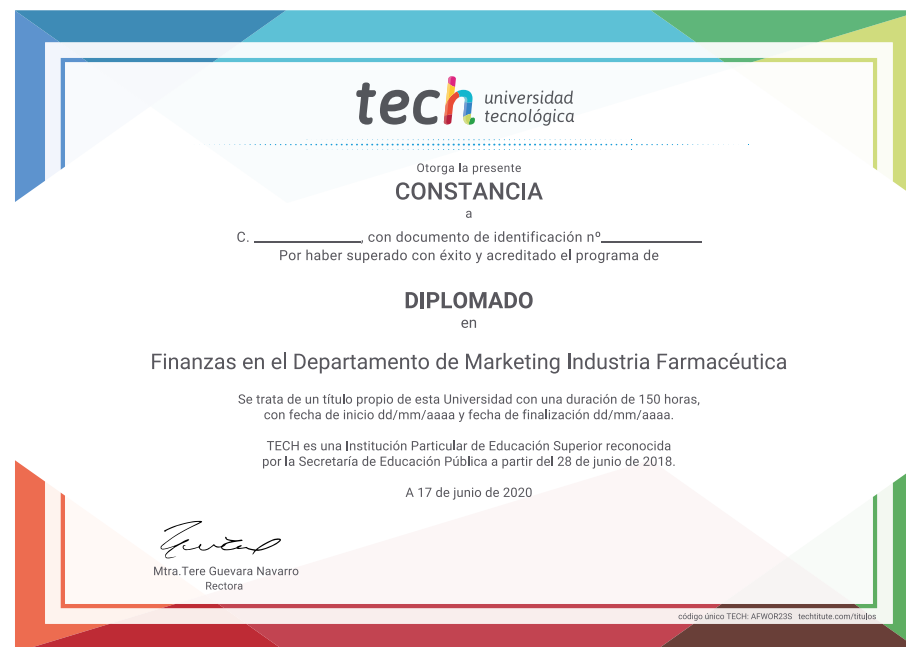 tech universidad
tecnológica
Otorga la presente
CONSTANCIA
a
C. ____________, con documento de identificación nº____________
Por haber superado con éxito y acreditado el programa de
DIPLOMADO
en
Finanzas en el Departamento de Marketing Industria Farmacéutica
Se trata de un título propio de esta Universidad con una duración de 150 horas,
con fecha de inicio dd/mm/aaaa y fecha de finalización dd/mm/aaaa.
TECH es una Institución Particular de Educación Superior reconocida
por la Secretaría de Educación Pública a partir del 28 de junio de 2018.
A 17 de junio de 2020
Mtra.Tere Guevara Navarro
Rectora
código único TECH: AFWOR23S techtitute.com/titulos